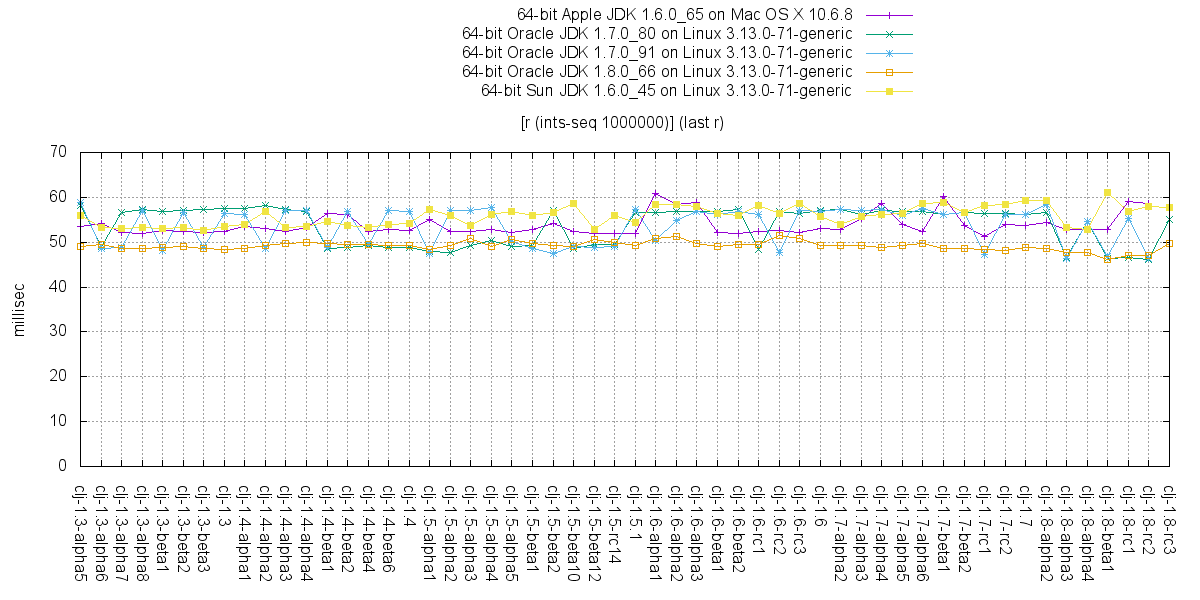 64-bit Apple JDK 1.6.0_65 on Mac OS X 10.6.8
64-bit Oracle JDK 1.7.0_80 on Linux 3.13.0-71-generic
64-bit Oracle JDK 1.7.0_91 on Linux 3.13.0-71-generic
64-bit Oracle JDK 1.8.0_66 on Linux 3.13.0-71-generic
64-bit Sun JDK 1.6.0_45 on Linux 3.13.0-71-generic
[r (ints-seq 1000000)] (last r)
millisec
70
60
50
40
30
20
10
0
clj-1.3-alpha5
clj-1.3-alpha6
clj-1.3-alpha7
clj-1.3-alpha8
clj-1.3-beta1
clj-1.3-beta2
clj-1.3-beta3
clj-1.3
clj-1.4-alpha1
clj-1.4-alpha2
clj-1.4-alpha3
clj-1.4-alpha4
clj-1.4-beta1
clj-1.4-beta2
clj-1.4-beta4
clj-1.4-beta6
clj-1.4
clj-1.5-alpha1
clj-1.5-alpha2
clj-1.5-alpha3
clj-1.5-alpha4
clj-1.5-alpha5
clj-1.5-beta1
clj-1.5-beta2
clj-1.5-beta10
clj-1.5-beta12
clj-1.5-rc14
clj-1.5.1
clj-1.6-alpha1
clj-1.6-alpha2
clj-1.6-alpha3
clj-1.6-beta1
clj-1.6-beta2
clj-1.6-rc1
clj-1.6-rc2
clj-1.6-rc3
clj-1.6
clj-1.7-alpha2
clj-1.7-alpha3
clj-1.7-alpha4
clj-1.7-alpha5
clj-1.7-alpha6
clj-1.7-beta1
clj-1.7-beta2
clj-1.7-rc1
clj-1.7-rc2
clj-1.7
clj-1.8-alpha2
clj-1.8-alpha3
clj-1.8-alpha4
clj-1.8-beta1
clj-1.8-rc1
clj-1.8-rc2
clj-1.8-rc3